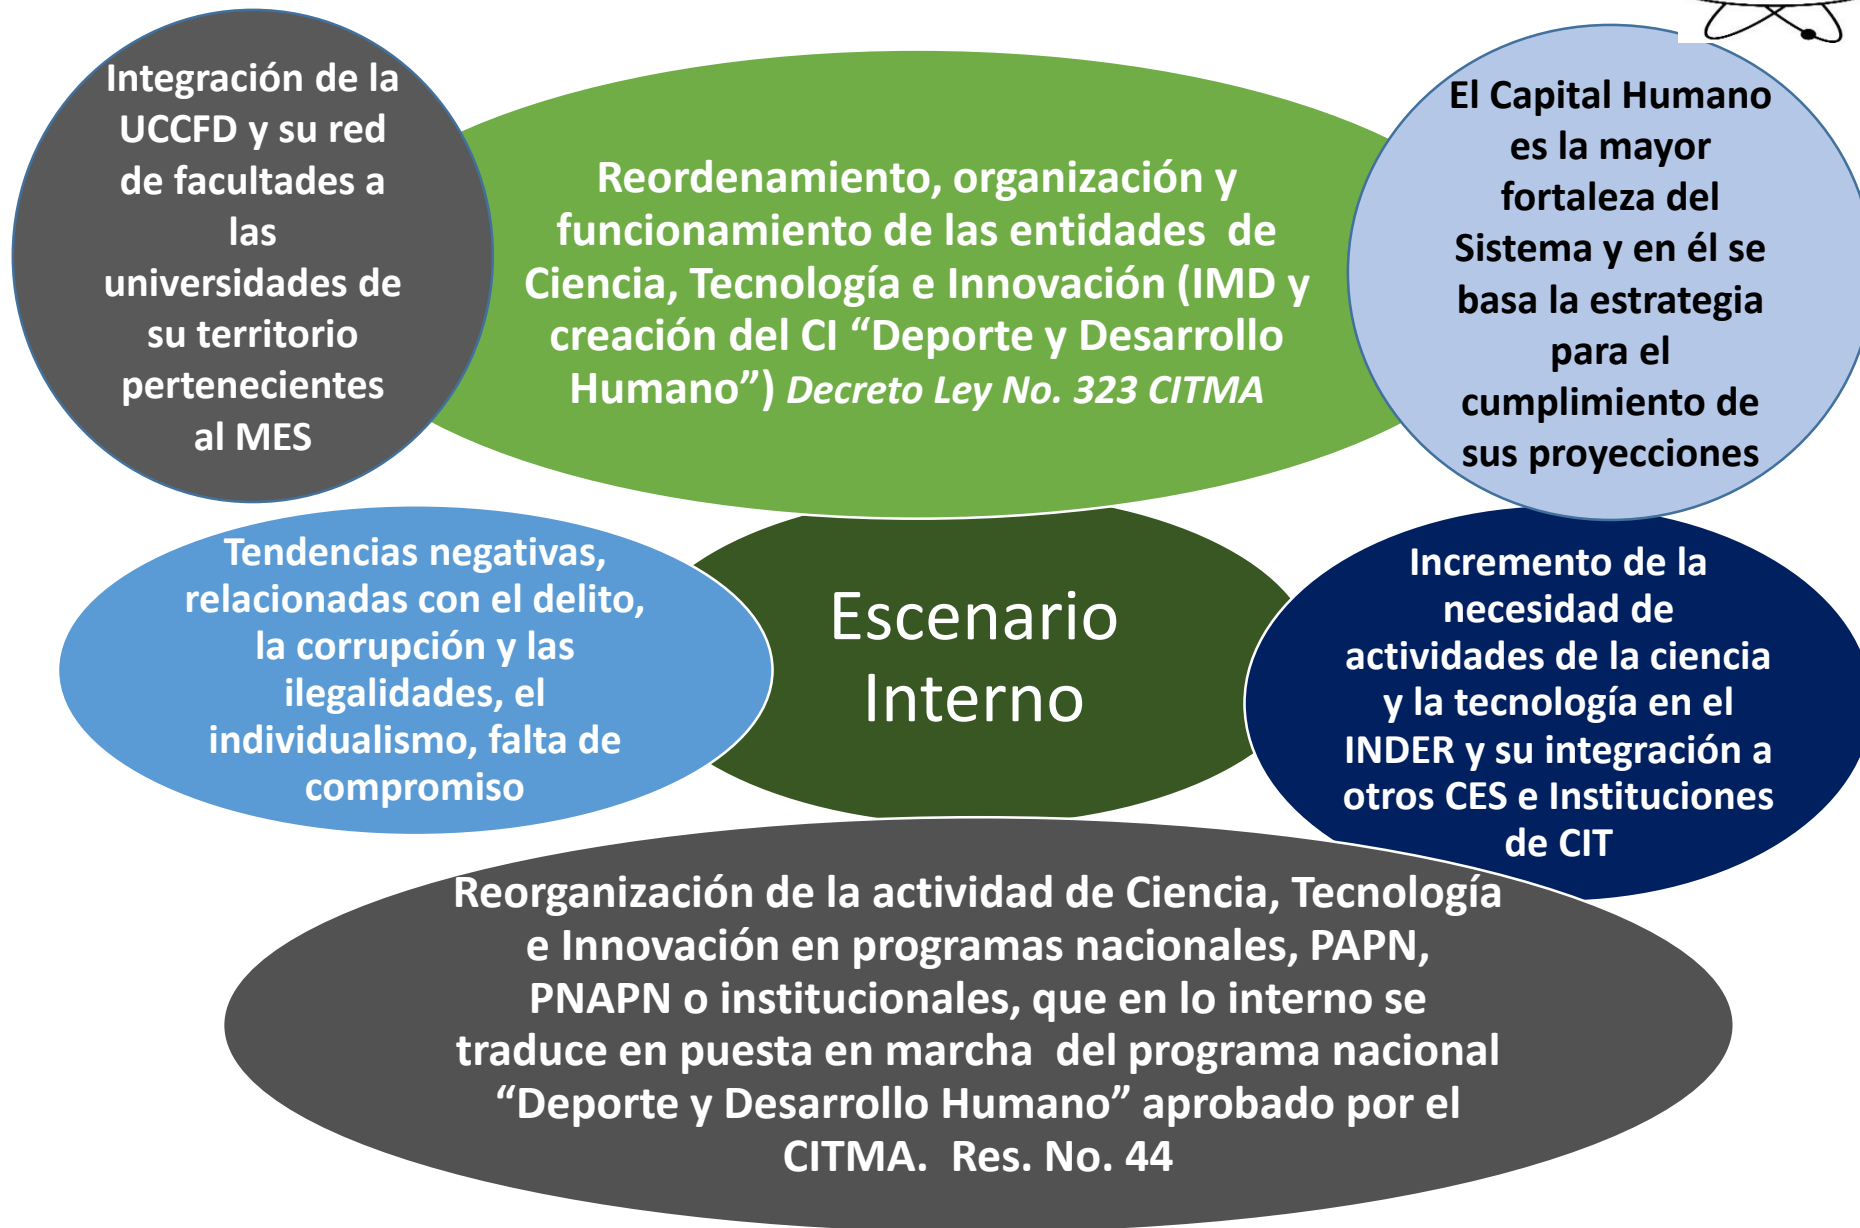 Integración de la
UCCFD y su red
de facultades a
las
universidades de
su territorio
pertenecientes
al MES
Reordenamiento, organización y
funcionamiento de las entidades de
Ciencia, Tecnología e Innovación (IMD y
creación del CI “Deporte y Desarrollo
Humano”) Decreto Ley No. 323 CITMA
El Capital Humano
es la mayor
fortaleza del
Sistema y en él se
basa la estrategia
para el
cumplimiento de
sus proyecciones
Tendencias negativas,
relacionadas con el delito,
la corrupción y las
ilegalidades, el
individualismo, falta de
compromiso
Escenario
Interno
Incremento de la
necesidad de
actividades de la ciencia
y la tecnología en el
INDER y su integración a
otros CES e Instituciones
de CIT
Reorganización de la actividad de Ciencia, Tecnología
e Innovación en programas nacionales, PAPN,
PNAPN o institucionales, que en lo interno se
traduce en puesta en marcha del programa nacional
“Deporte y Desarrollo Humano” aprobado por el
CITMA. Res. No. 44